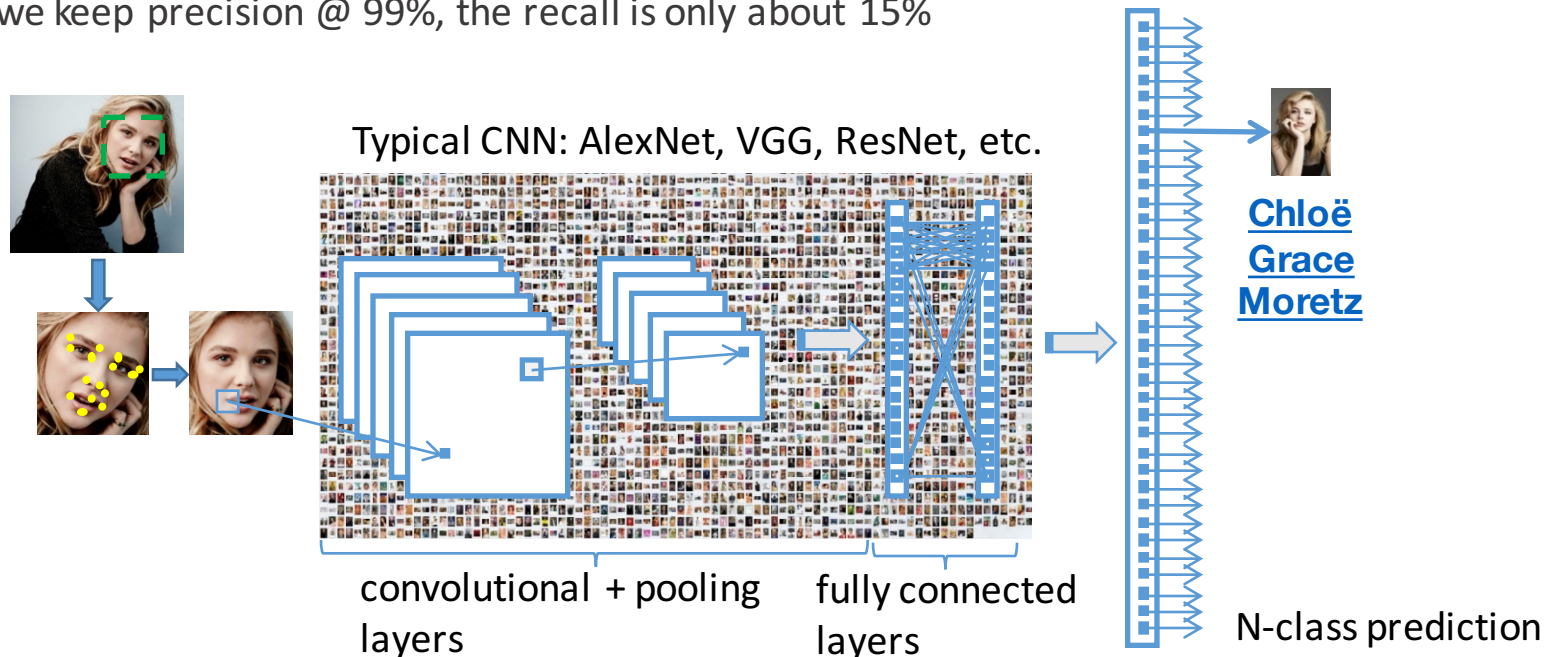 we keep precision @ 99%, the recall is only about 15%
Typical CNN: AlexNet, VGG, ResNet, etc.
Chloë
Grace
Moretz
convolutional + pooling
layers
fully connected
layers
N-class prediction